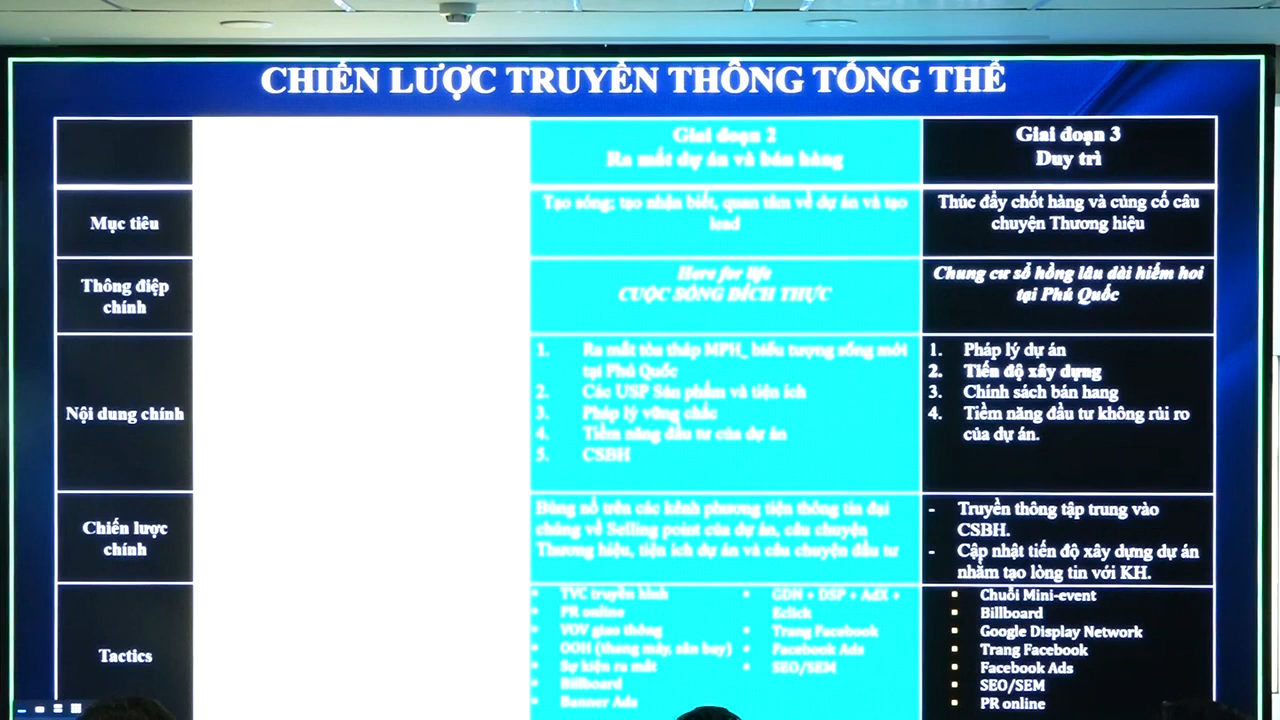 CHIẾN LƯỢC TRUYỀN THÔNG TỔNG THỂ
Giai đoạn 2
Ra mắt dự án và bán hàng
Giai đoạn 3
Duy trì
Mục tiêu
Tạo sóng; tạo nhận biết, quan tâm về dự án và tạo
lead
Thúc đẩy chốt hàng và củng cố câu
chuyện Thương hiệu
Thông điệp
chính
Here for life
CUỘC SỐNG ĐÍCH THỰC
Chung cư sổ hồng lâu dài hiếm hoi
tại Phú Quốc
Nội dung chính
1. Ra mắt tòa tháp MPH_ biểu tượng sống mới
tại Phú Quốc
2. Các USP Sản phẩm và tiện ích
3. Pháp lý vững chắc
4. Tiềm năng đầu tư của dự án
5. CSBH
1. Pháp lý dự án
2. Tiến độ xây dựng
3. Chính sách bán hang
4. Tiềm năng đầu tư không rủi ro
của dự án.
Chiến lược
chính
Bùng nổ trên các kênh phương tiện thông tin đại
chúng về Selling point của dự án, câu chuyện
Thương hiệu, tiện ích dự án và câu chuyện đầu tư
- Truyền thông tập trung vào
CSBH.
- Cập nhật tiến độ xây dựng dự án
nhằm tạo lòng tin với KH.
Tactics
▪ TVC truyền hình
▪ PR online
▪ VOV giao thông
▪ OOH (thang máy, sân bay)
▪ Sự kiện ra mắt
▪ Billboard
▪ Banner Ads
▪ GDN + DSP + AdX +
Eclick
▪ Trang Facebook
▪ Facebook Ads
▪ SEO/SEM
▪ Chuỗi Mini-event
▪ Billboard
▪ Google Display Network
▪ Trang Facebook
▪ Facebook Ads
▪ SEO/SEM
▪ PR online